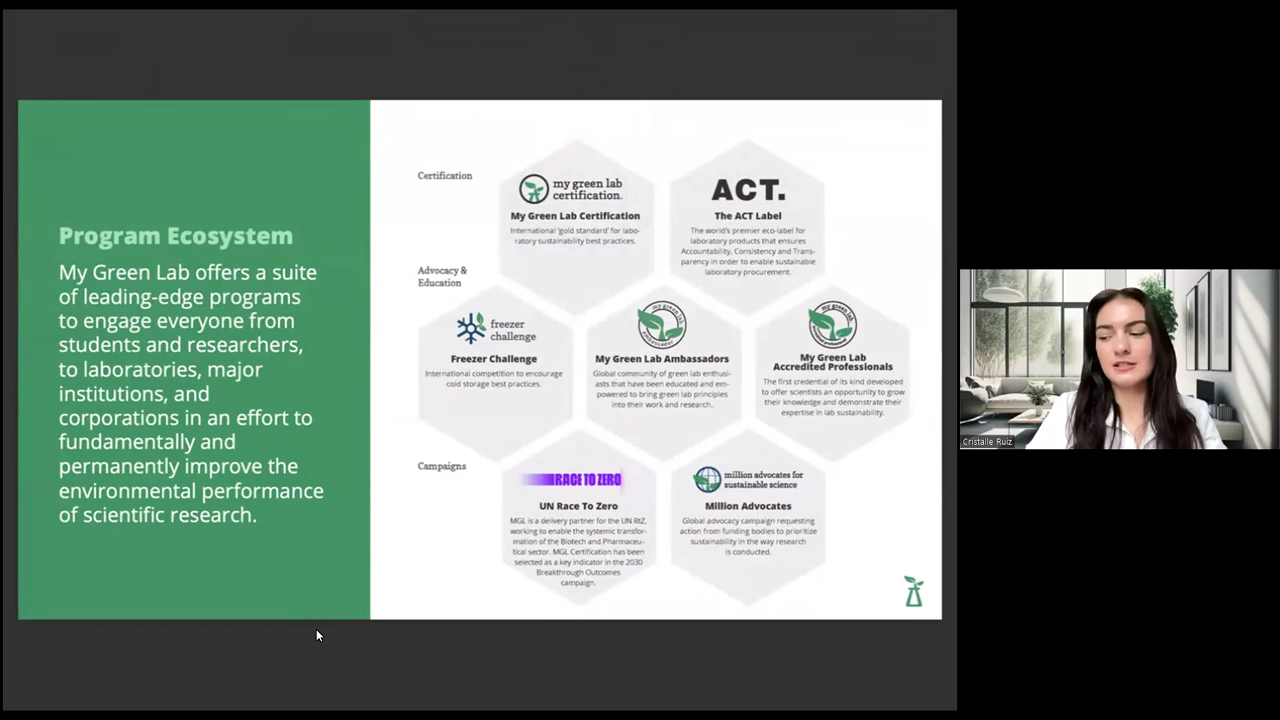 Program Ecosystem
My Green Lab offers a suite
of leading-edge programs
to engage everyone from
students and researchers,
to laboratories, major
institutions, and
corporations in an effort to
fundamentally and
permanently improve the
environmental performance
of scientific research.
Certification
my green lab
certification.
My Green Lab Certification
International 'gold standard' for labo-
ratory sustainability best practices.
ACT.
The ACT Label
The world's premier eco-label for
laboratory products that ensures
Accountability, Consistency and Trans-
parency in order to enable sustainable
laboratory procurement.
Advocacy &
Education
freezer
challenge
Freezer Challenge
International competition to encourage
cold storage best practices.
my green lab
ambassador
My Green Lab Ambassadors
Global community of green lab enthusi-
asts that have been educated and em-
powered to bring green lab principles
into their work and research.
my green lab
My Green Lab
Accredited Professionals
The first credential of its kind developed
to offer scientists an opportunity to grow
their knowledge and demonstrate their
expertise in lab sustainability.
Campaigns
RACE TO ZERO
UN Race To Zero
MGL is a delivery partner for the UN RtZ,
working to enable the systemic transfor-
mation of the Biotech and Pharmaceu-
tical sector. MGL Certification has been
selected as a key indicator in the 2030
Breakthrough Outcomes
campaign.
million advocates for
sustainable science
Million Advocates
Global advocacy campaign requesting
action from funding bodies to prioritize
sustainability in the way research
is conducted.
Cristalle Ruiz